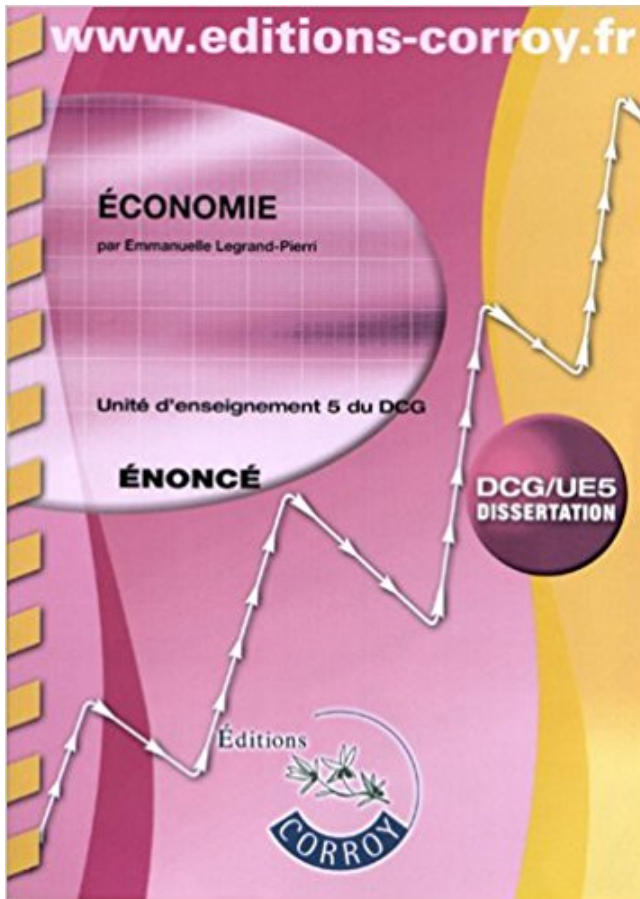 www.editions-corroy.fr
ÉCONOMIE
par Emmanuelle Legrand-Pierri
Unité d'enseignement 5 du DCG
ÉNONCÉ
DCG/UE5
DISSERTATION
Éditions
CORROY